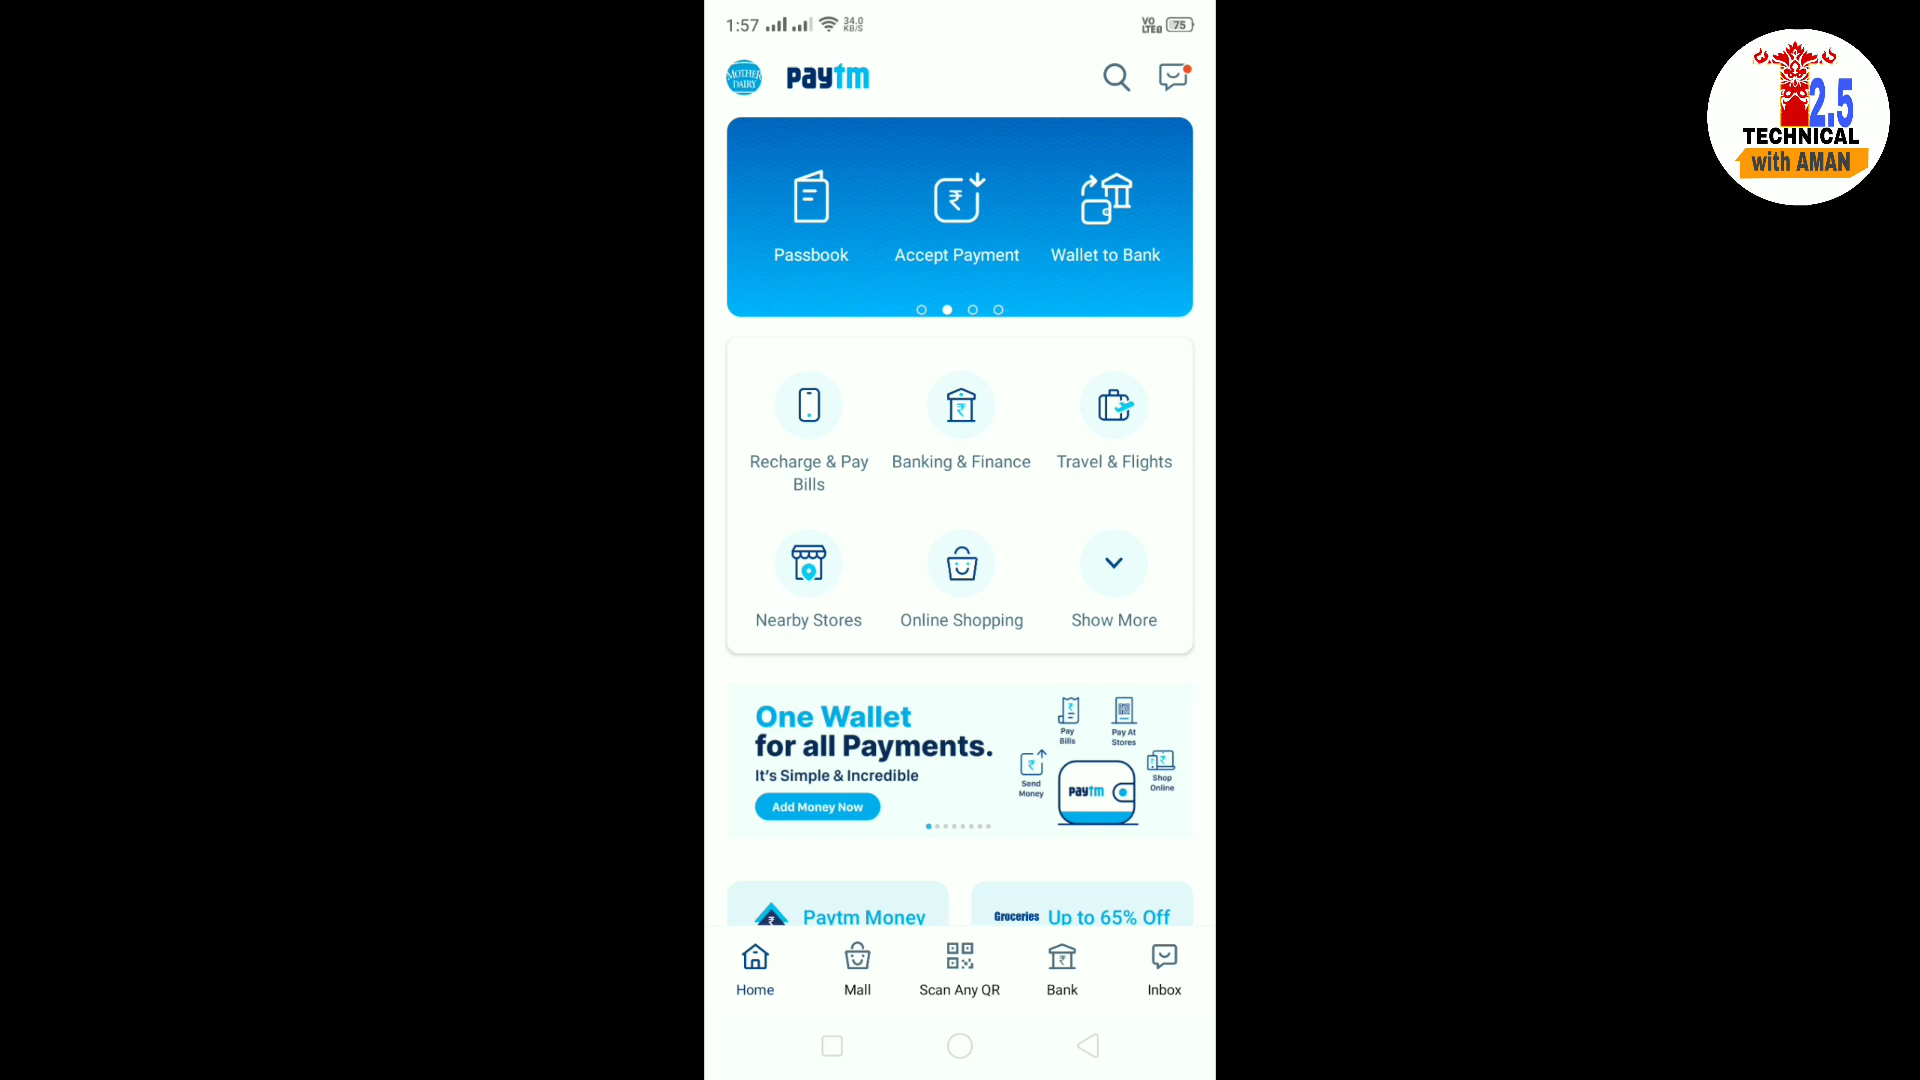 1:57 34.0 KB/S VO LTE 75
MOTHER DAIRY paytm
2.5
TECHNICAL
with AMAN
Passbook Accept Payment Wallet to Bank
Recharge & Pay Bills Banking & Finance Travel & Flights
Nearby Stores Online Shopping Show More
One Wallet
for all Payments.
It's Simple & Incredible
Add Money Now
Pay Bills
Pay At Stores
Send Money
Shop Online
paytm
Paytm Money
Groceries Up to 65% Off
Home Mall Scan Any QR Bank Inbox